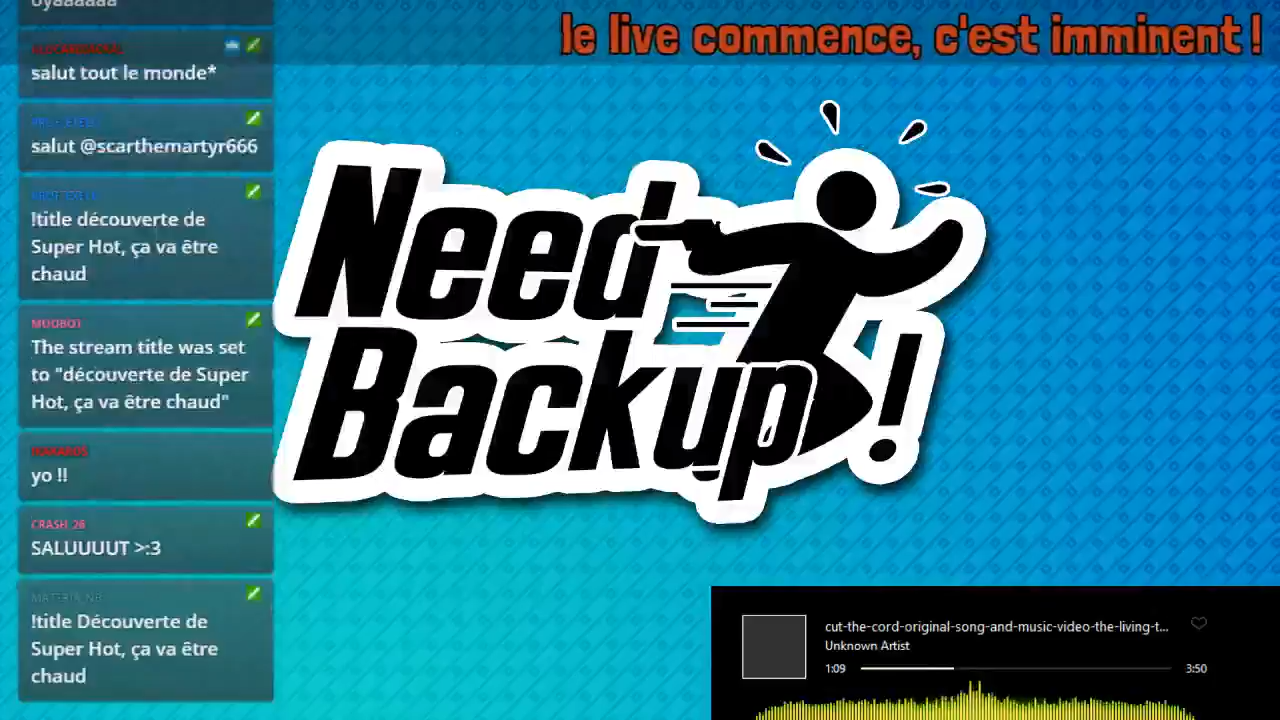 le live commence, c'est imminent !
salut tout le monde*
salut @scarthemartyr666
!title découverte de
Super Hot, ça va être
chaud
MOOBOT
The stream title was set
to "découverte de Super
Hot, ça va être chaud"
yo !!
CRASH_26
SALUUUUT >:3
!title Découverte de
Super Hot, ça va être
chaud
Need
Backup!
cut-the-cord-original-song-and-music-video-the-living-t...
Unknown Artist
1:09
3:50